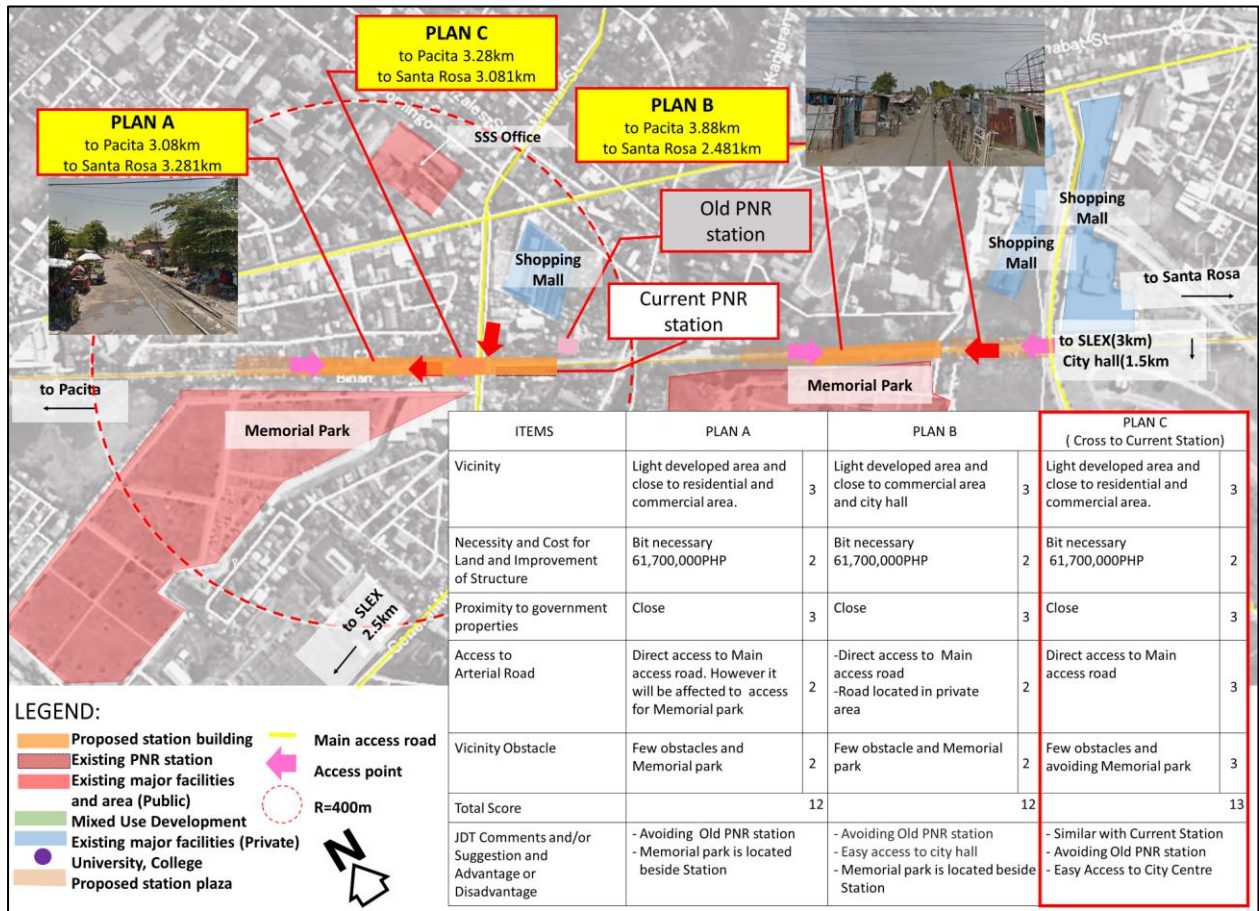 PLAN C
to Pacita 3.28km
to Santa Rosa 3.081km
PLAN A
to Pacita 3.08km
to Santa Rosa 3.281km
PLAN B
to Pacita 3.88km
to Santa Rosa 2.481km
SSS Office
Old PNR
station
Shopping
Mall
Shopping
Mall
Shopping
Mall
to Santa Rosa
Current PNR
station
to SLEX(3km)
City hall(1.5km
to Pacita
Memorial Park
Memorial Park
to SLEX
2.5km
ITEMS
PLAN A
PLAN B
PLAN C
( Cross to Current Station)
Vicinity
Light developed area and
close to residential and
commercial area.
3
Light developed area and
close to commercial area
and city hall
3
Light developed area and
close to residential and
commercial area.
3
Necessity and Cost for
Land and Improvement
of Structure
Bit necessary
61,700,000PHP
2
Bit necessary
61,700,000PHP
2
Bit necessary
61,700,000PHP
2
Proximity to government
properties
Close
3
Close
3
Close
3
Access to
Arterial Road
Direct access to Main
access road. However it
will be affected to access
for Memorial park
2
-Direct access to Main
access road
-Road located in private
area
2
Direct access to Main
access road
3
Vicinity Obstacle
Few obstacles and
Memorial park
2
Few obstacle and Memorial
park
2
Few obstacles and
avoiding Memorial park
3
Total Score
12
12
13
JDT Comments and/or
Suggestion and
Advantage or
Disadvantage
- Avoiding Old PNR station
- Memorial park is located
beside Station
- Avoiding Old PNR station
- Easy access to city hall
- Memorial park is located beside
Station
- Similar with Current Station
- Avoiding Old PNR station
- Easy Access to City Centre
LEGEND:
Proposed station building
Existing PNR station
Existing major facilities
and area (Public)
Mixed Use Development
Existing major facilities (Private)
University, College
Proposed station plaza
Main access road
Access point
R=400m
N